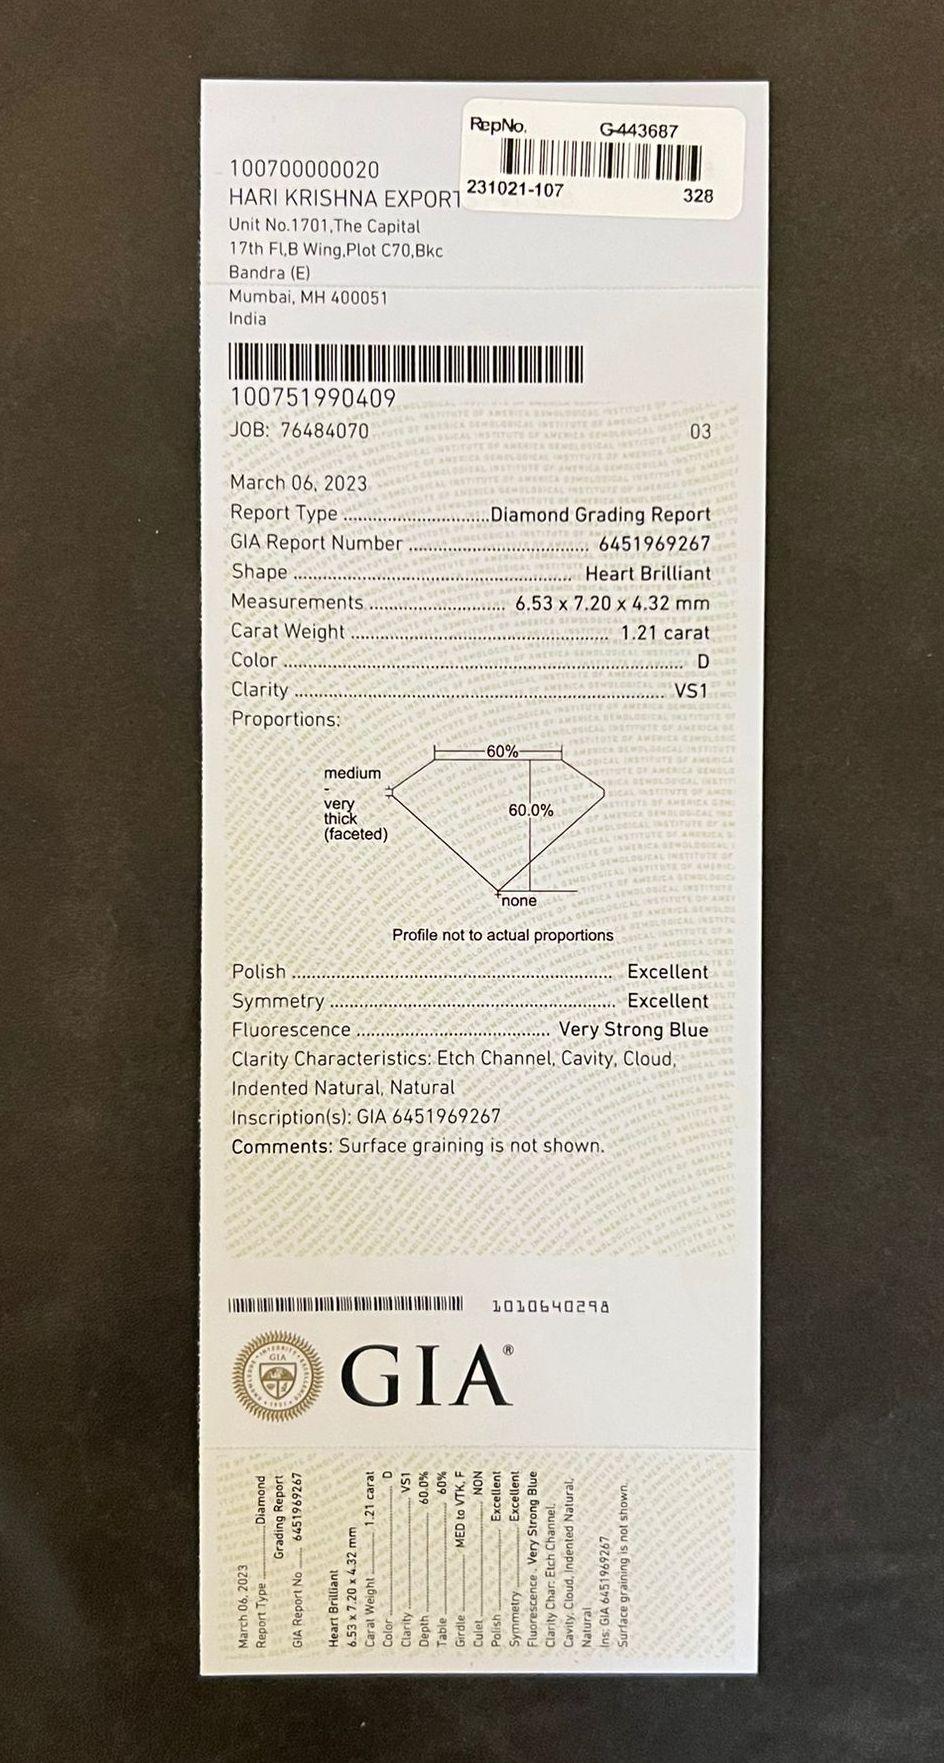 RepNo. G-443687
231021-107 328
100700000020
HARI KRISHNA EXPORT
Unit No.1701,The Capital
17th Fl,B Wing,Plot C70,Bkc
Bandra (E)
Mumbai, MH 400051
India
100751990409
JOB: 76484070 03
March 06, 2023
Report Type ............................. Diamond Grading Report
GIA Report Number .................................... 6451969267
Shape ....................................................... Heart Brilliant
Measurements ........................... 6.53 x 7.20 x 4.32 mm
Carat Weight ................................................... 1.21 carat
Color ................................................................................ D
Clarity ......................................................................... VS1
Proportions:
60%
medium
-
very
thick
(faceted)
60.0%
none
Profile not to actual proportions
Polish ............................................................... Excellent
Symmetry ......................................................... Excellent
Fluorescence ...................................... Very Strong Blue
Clarity Characteristics: Etch Channel, Cavity, Cloud,
Indented Natural, Natural
Inscription(s): GIA 6451969267
Comments: Surface graining is not shown.
1010640298
GIA
GIA®
March 06, 2023
Report Type ........... Diamond
Grading Report
GIA Report No ..... 6451969267
Heart Brilliant
6.53 x 7.20 x 4.32 mm
Carat Weight ............ 1.21 carat
Color ........................ D
Clarity ........................ VS1
Depth ........................ 60.0%
Table ........................ 60%
Girdle ............ MED to VTK, F
Culet ........................ NON
Polish ................ Excellent
Symmetry ............ Excellent
Fluorescence .. Very Strong Blue
Clarity Char: Etch Channel,
Cavity, Cloud, Indented Natural,
Natural
Ins: GIA 6451969267
Surface graining is not shown.